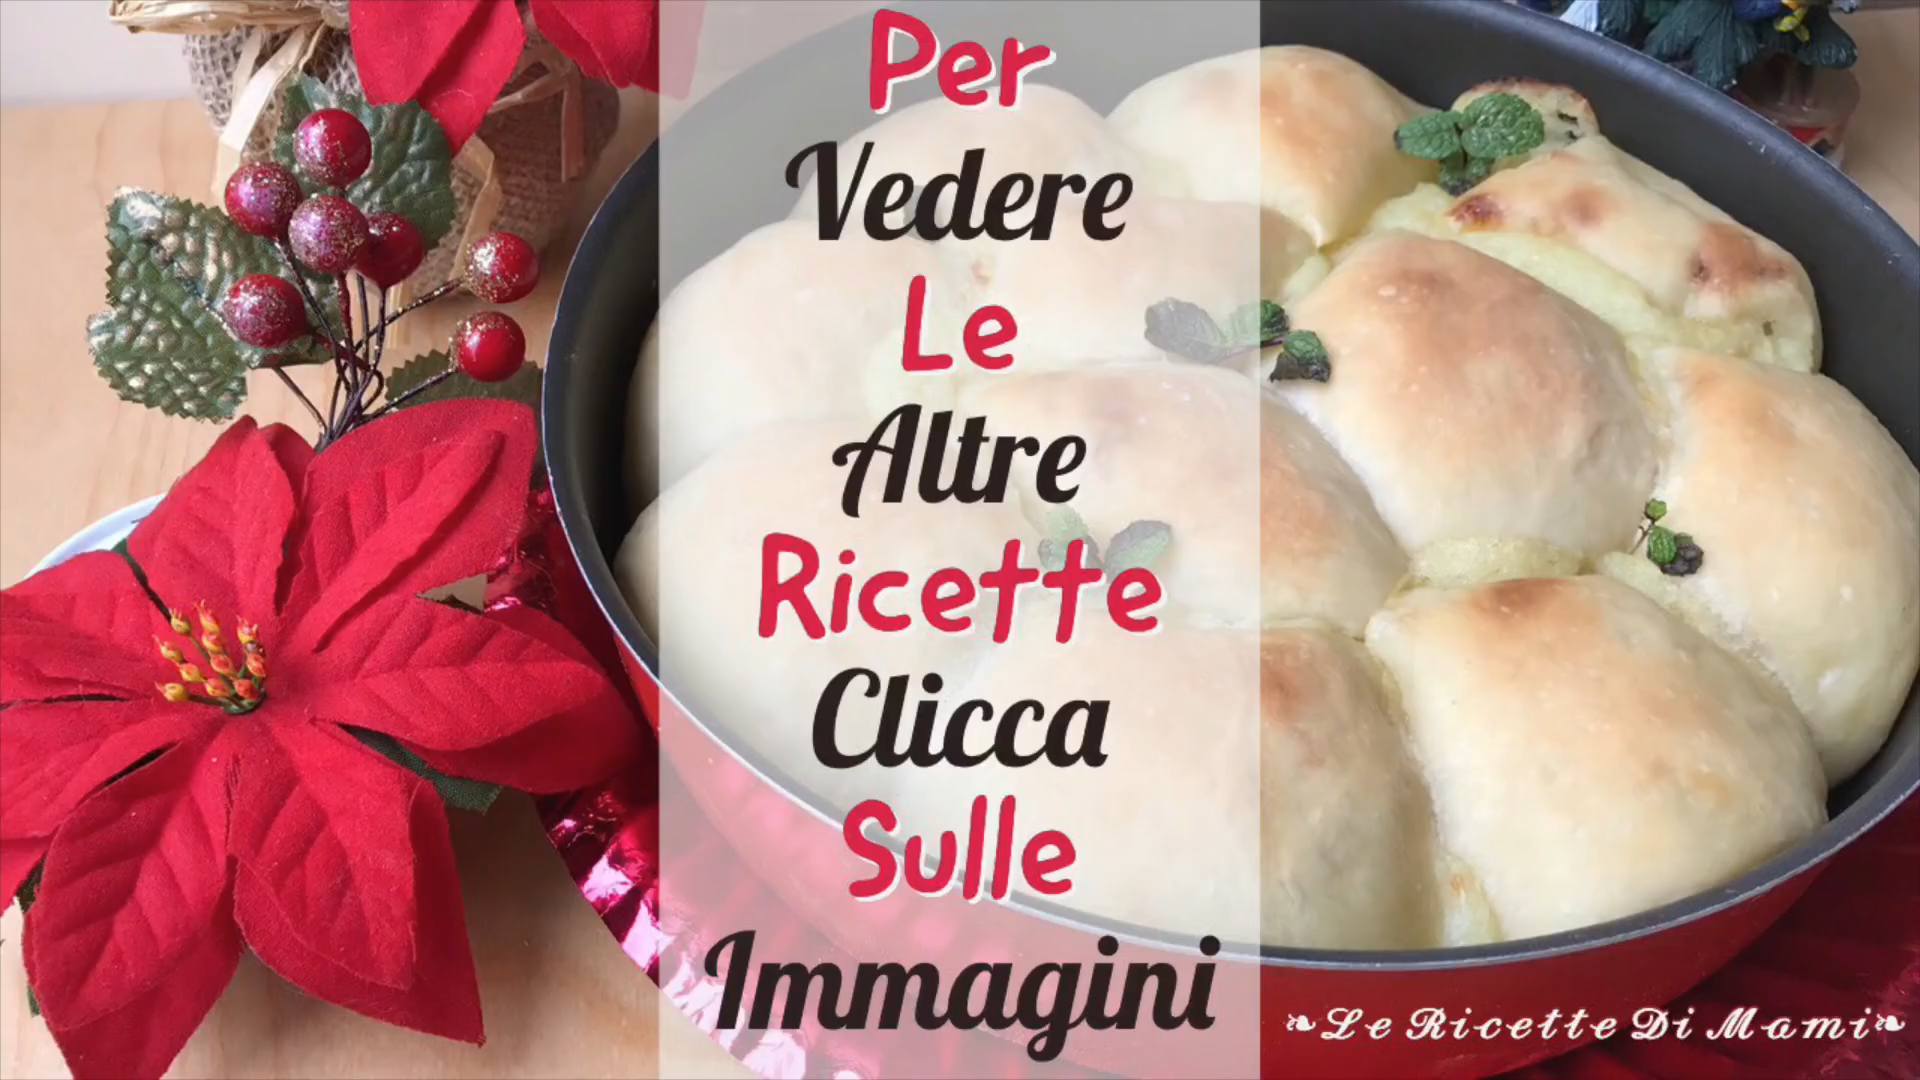 Per
Vedere
Le
Altre
Ricette
Clicca
Sulle
Immagini
❧Le Ricette Di Mami❧